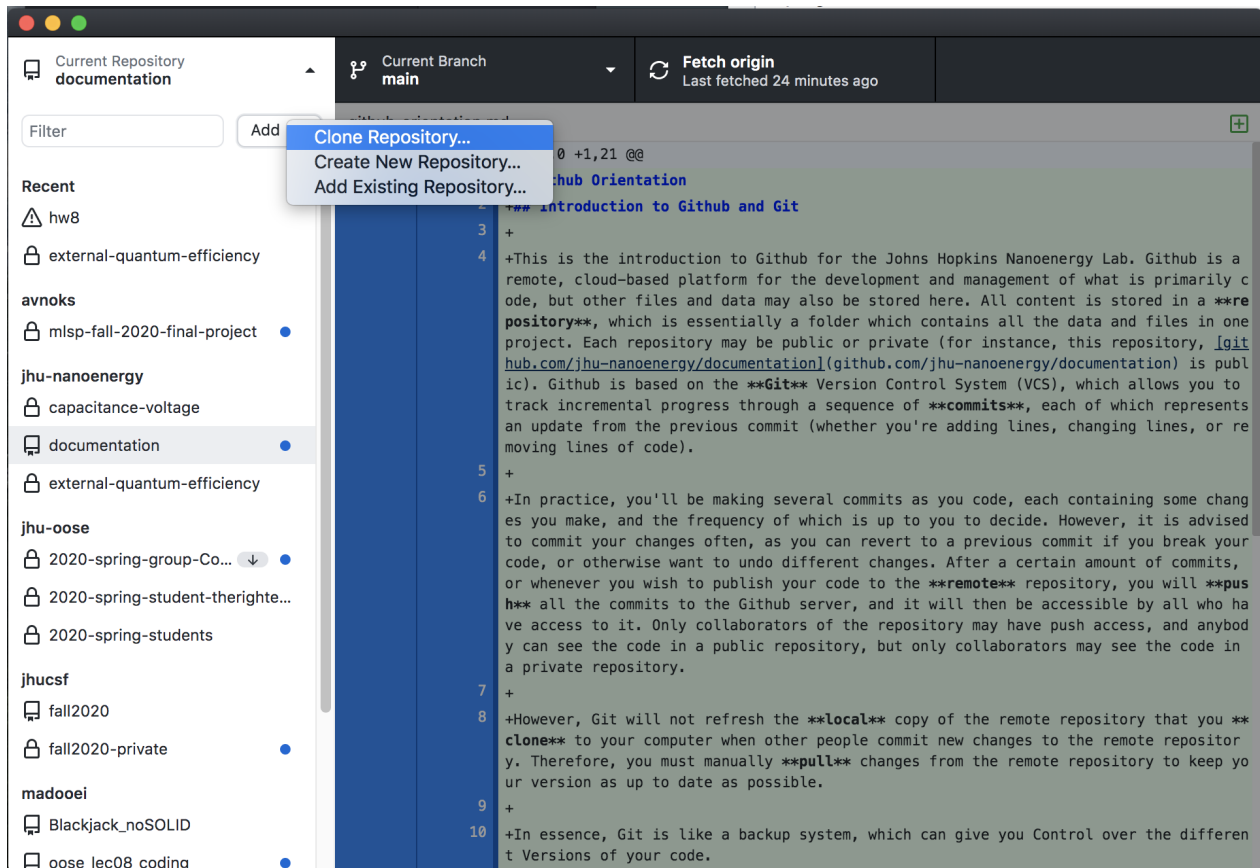 Current Repository
documentation
Current Branch
main
Fetch origin
Last fetched 24 minutes ago
Filter
Add
Clone Repository...
Create New Repository...
Add Existing Repository...
Recent
hw8
external-quantum-efficiency
avnoks
mlsp-fall-2020-final-project
jhu-nanoenergy
capacitance-voltage
documentation
external-quantum-efficiency
jhu-oose
2020-spring-group-Co...
2020-spring-student-therighte...
2020-spring-students
jhucsf
fall2020
fall2020-private
madooei
Blackjack_noSOLID
oose_lec08_coding
github-orientation.md
0 +1,21 @@
thub Orientation
2 +## Introduction to Github and Git
3 +
4 +This is the introduction to Github for the Johns Hopkins Nanoenergy Lab. Github is a
remote, cloud-based platform for the development and management of what is primarily c
ode, but other files and data may also be stored here. All content is stored in a **re
pository**, which is essentially a folder which contains all the data and files in one
project. Each repository may be public or private (for instance, this repository, [git
hub.com/jhu-nanoenergy/documentation](github.com/jhu-nanoenergy/documentation) is publ
ic). Github is based on the **Git** Version Control System (VCS), which allows you to
track incremental progress through a sequence of **commits**, each of which represents
an update from the previous commit (whether you're adding lines, changing lines, or re
moving lines of code).
5 +
6 +In practice, you'll be making several commits as you code, each containing some chang
es you make, and the frequency of which is up to you to decide. However, it is advised
to commit your changes often, as you can revert to a previous commit if you break your
code, or otherwise want to undo different changes. After a certain amount of commits,
or whenever you wish to publish your code to the **remote** repository, you will **pus
h** all the commits to the Github server, and it will then be accessible by all who ha
ve access to it. Only collaborators of the repository may have push access, and anybod
y can see the code in a public repository, but only collaborators may see the code in
a private repository.
7 +
8 +However, Git will not refresh the **local** copy of the remote repository that you **
clone** to your computer when other people commit new changes to the remote repositor
y. Therefore, you must manually **pull** changes from the remote repository to keep yo
ur version as up to date as possible.
9 +
10 +In essence, Git is like a backup system, which can give you Control over the differen
t Versions of your code.